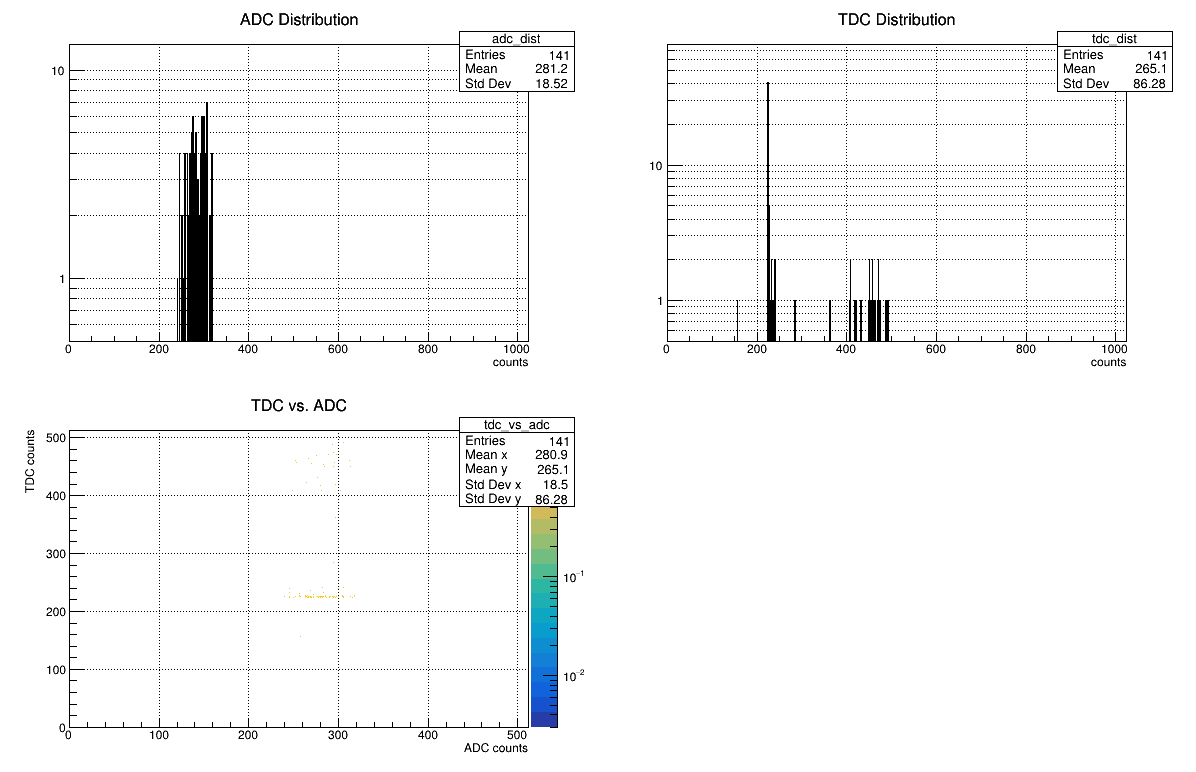 ADC Distribution
adc_dist
Entries 141
Mean 281.2
Std Dev 18.52
10
1
0 200 400 600 800 1000
counts
TDC Distribution
tdc_dist
Entries 141
Mean 265.1
Std Dev 86.28
10
1
0 200 400 600 800 1000
counts
TDC vs. ADC
tdc_vs_adc
Entries 141
Mean x 280.9
Mean y 265.1
Std Dev x 18.5
Std Dev y 86.28
TDC counts
500
400
300
200
100
0
0 100 200 300 400 500
ADC counts
10⁻¹
10⁻²